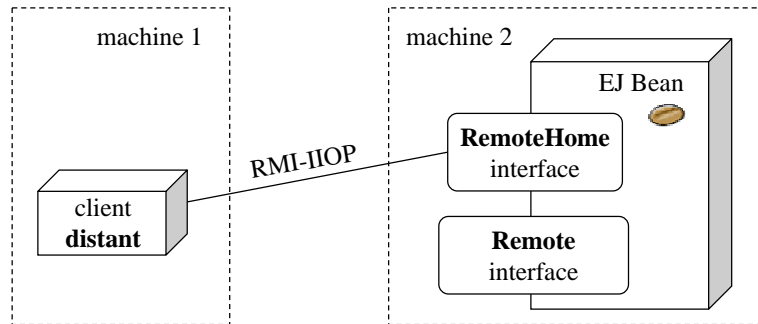 machine 1
machine 2
EJ Bean
RemoteHome
interface
RMI-IIOP
client
distant
Remote
interface